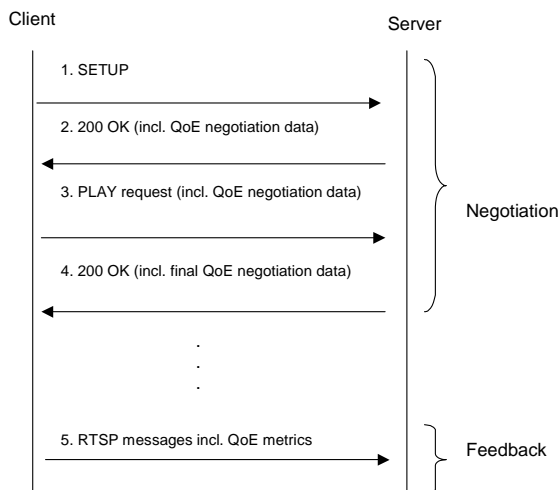 Client
Server
1. SETUP
2. 200 OK (incl. QoE negotiation data)
3. PLAY request (incl. QoE negotiation data)
Negotiation
4. 200 OK (incl. final QoE negotiation data)
.
.
.
5. RTSP messages incl. QoE metrics
Feedback